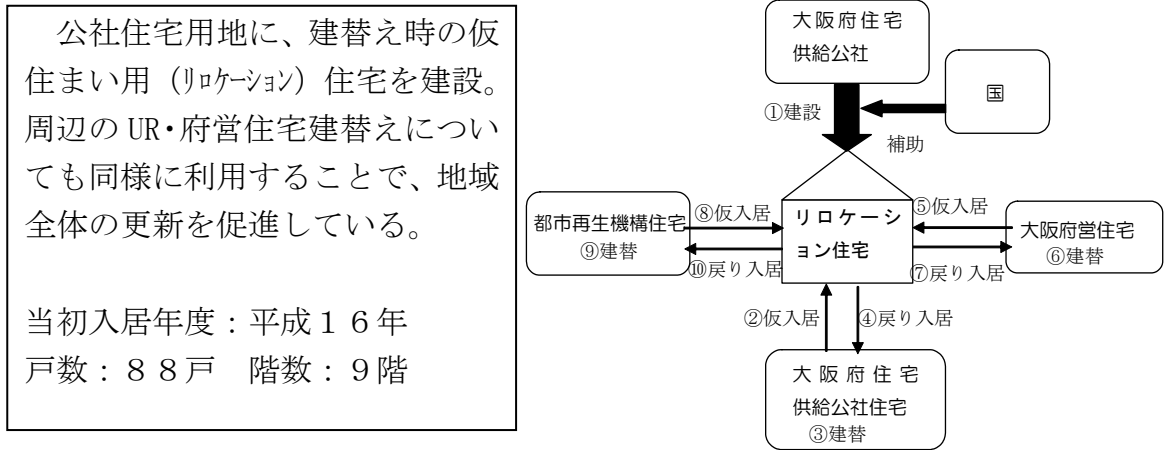 公社住宅用地に、建替え時の仮
住まい用(ﾘﾛｹｰｼｮﾝ)住宅を建設。
周辺の UR・府営住宅建替えについ
ても同様に利用することで、地域
全体の更新を促進している。
当初入居年度：平成１６年
戸数：８８戸　階数：９階
大阪府住宅
供給公社
国
①建設
補助
都市再生機構住宅
⑨建替
⑧仮入居
⑩戻り入居
リロケーシ
ョン住宅
⑤仮入居
⑦戻り入居
大阪府営住宅
⑥建替
②仮入居
④戻り入居
大阪府住宅
供給公社住宅
③建替